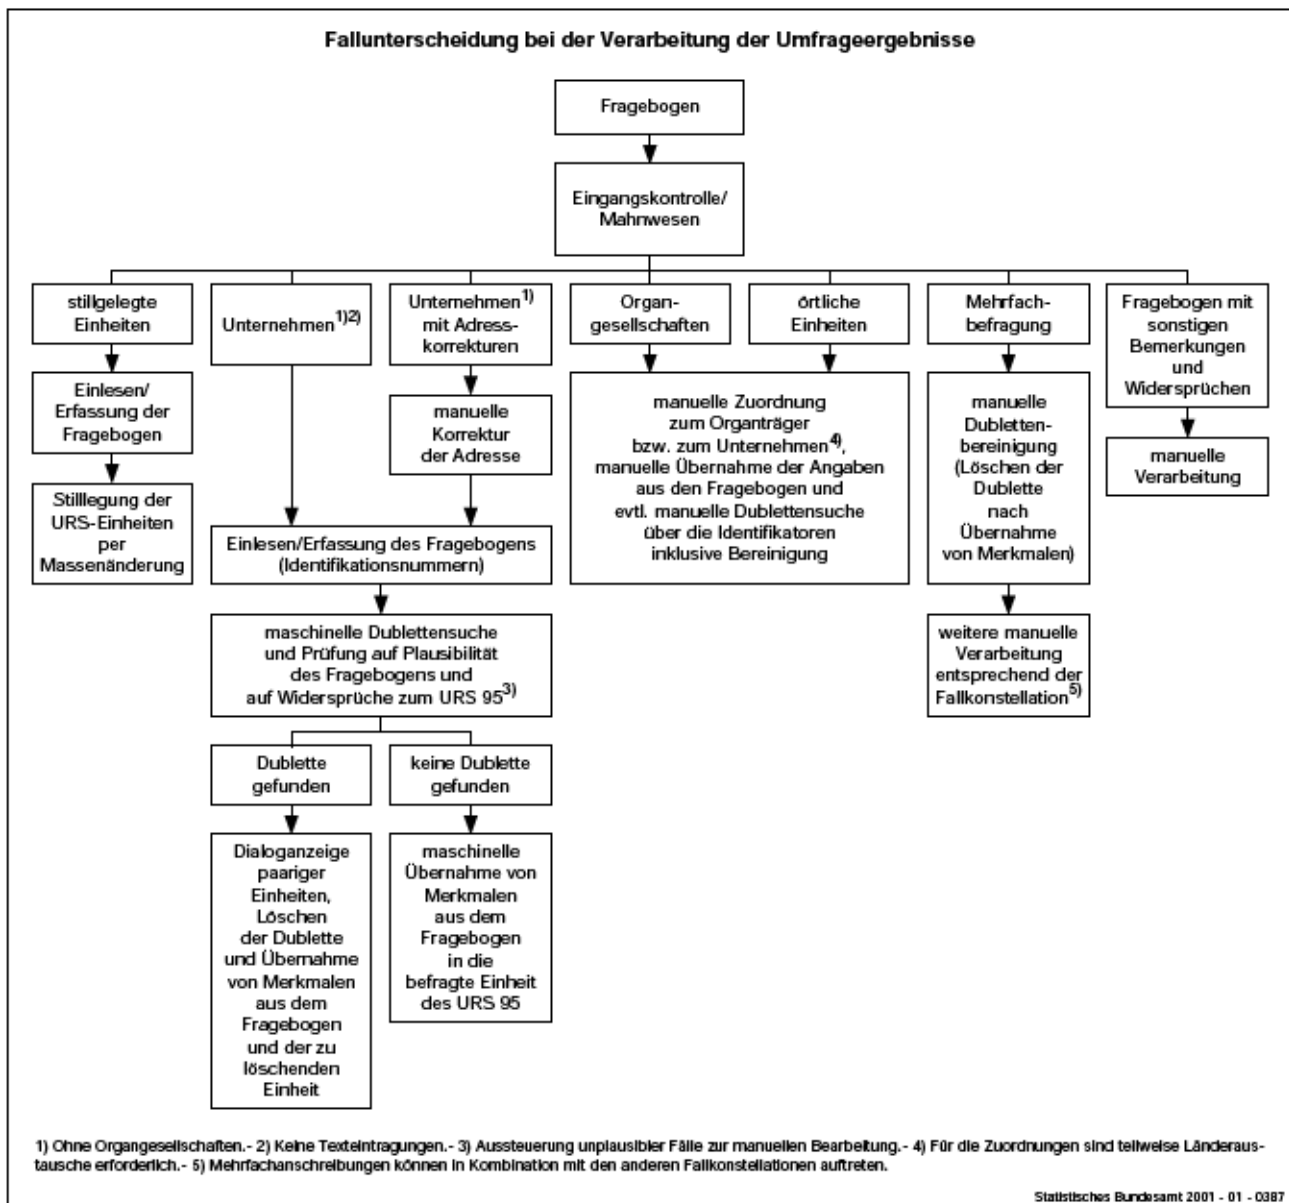 Fallunterscheidung bei der Verarbeitung der Umfrageergebnisse
Fragebogen
Eingangskontrolle/
Mahnwesen
stillgelegte
Einheiten
Unternehmen1)2)
Unternehmen1)
mit Adress-
korrekturen
Organ-
gesellschaften
örtliche
Einheiten
Mehrfach-
befragung
Fragebogen mit
sonstigen
Bemerkungen
und
Widersprüchen
Einlesen/
Erfassung der
Fragebogen
manuelle
Korrektur
der Adresse
manuelle Zuordnung
zum Organträger
bzw. zum Unternehmen4),
manuelle Übernahme der Angaben
aus den Fragebogen und
evtl. manuelle Dublettensuche
über die Identifikatoren
inklusive Bereinigung
manuelle
Dubletten-
bereinigung
(Löschen der
Dublette
nach
Übernahme
von Merkmalen)
manuelle
Verarbeitung
Stilllegung der
URS-Einheiten
per
Massenänderung
Einlesen/Erfassung des Fragebogens
(Identifikationsnummern)
maschinelle Dublettensuche
und Prüfung auf Plausibilität
des Fragebogens und
auf Widersprüche zum URS 953)
weitere manuelle
Verarbeitung
entsprechend der
Fallkonstellation5)
Dublette
gefunden
keine Dublette
gefunden
Dialoganzeige
paariger
Einheiten,
Löschen
der Dublette
und Übernahme
von Merkmalen
aus dem
Fragebogen
und der zu
löschenden
Einheit
maschinelle
Übernahme von
Merkmalen
aus dem
Fragebogen
in die
befragte Einheit
des URS 95
1) Ohne Organgesellschaften.- 2) Keine Texteintragungen.- 3) Aussteuerung unplausibler Fälle zur manuellen Bearbeitung.- 4) Für die Zuordnungen sind teilweise Länderaus-
tausche erforderlich.- 5) Mehrfachanschreibungen können in Kombination mit den anderen Fallkonstellationen auftreten.
Statistisches Bundesamt 2001 - 01 - 0387